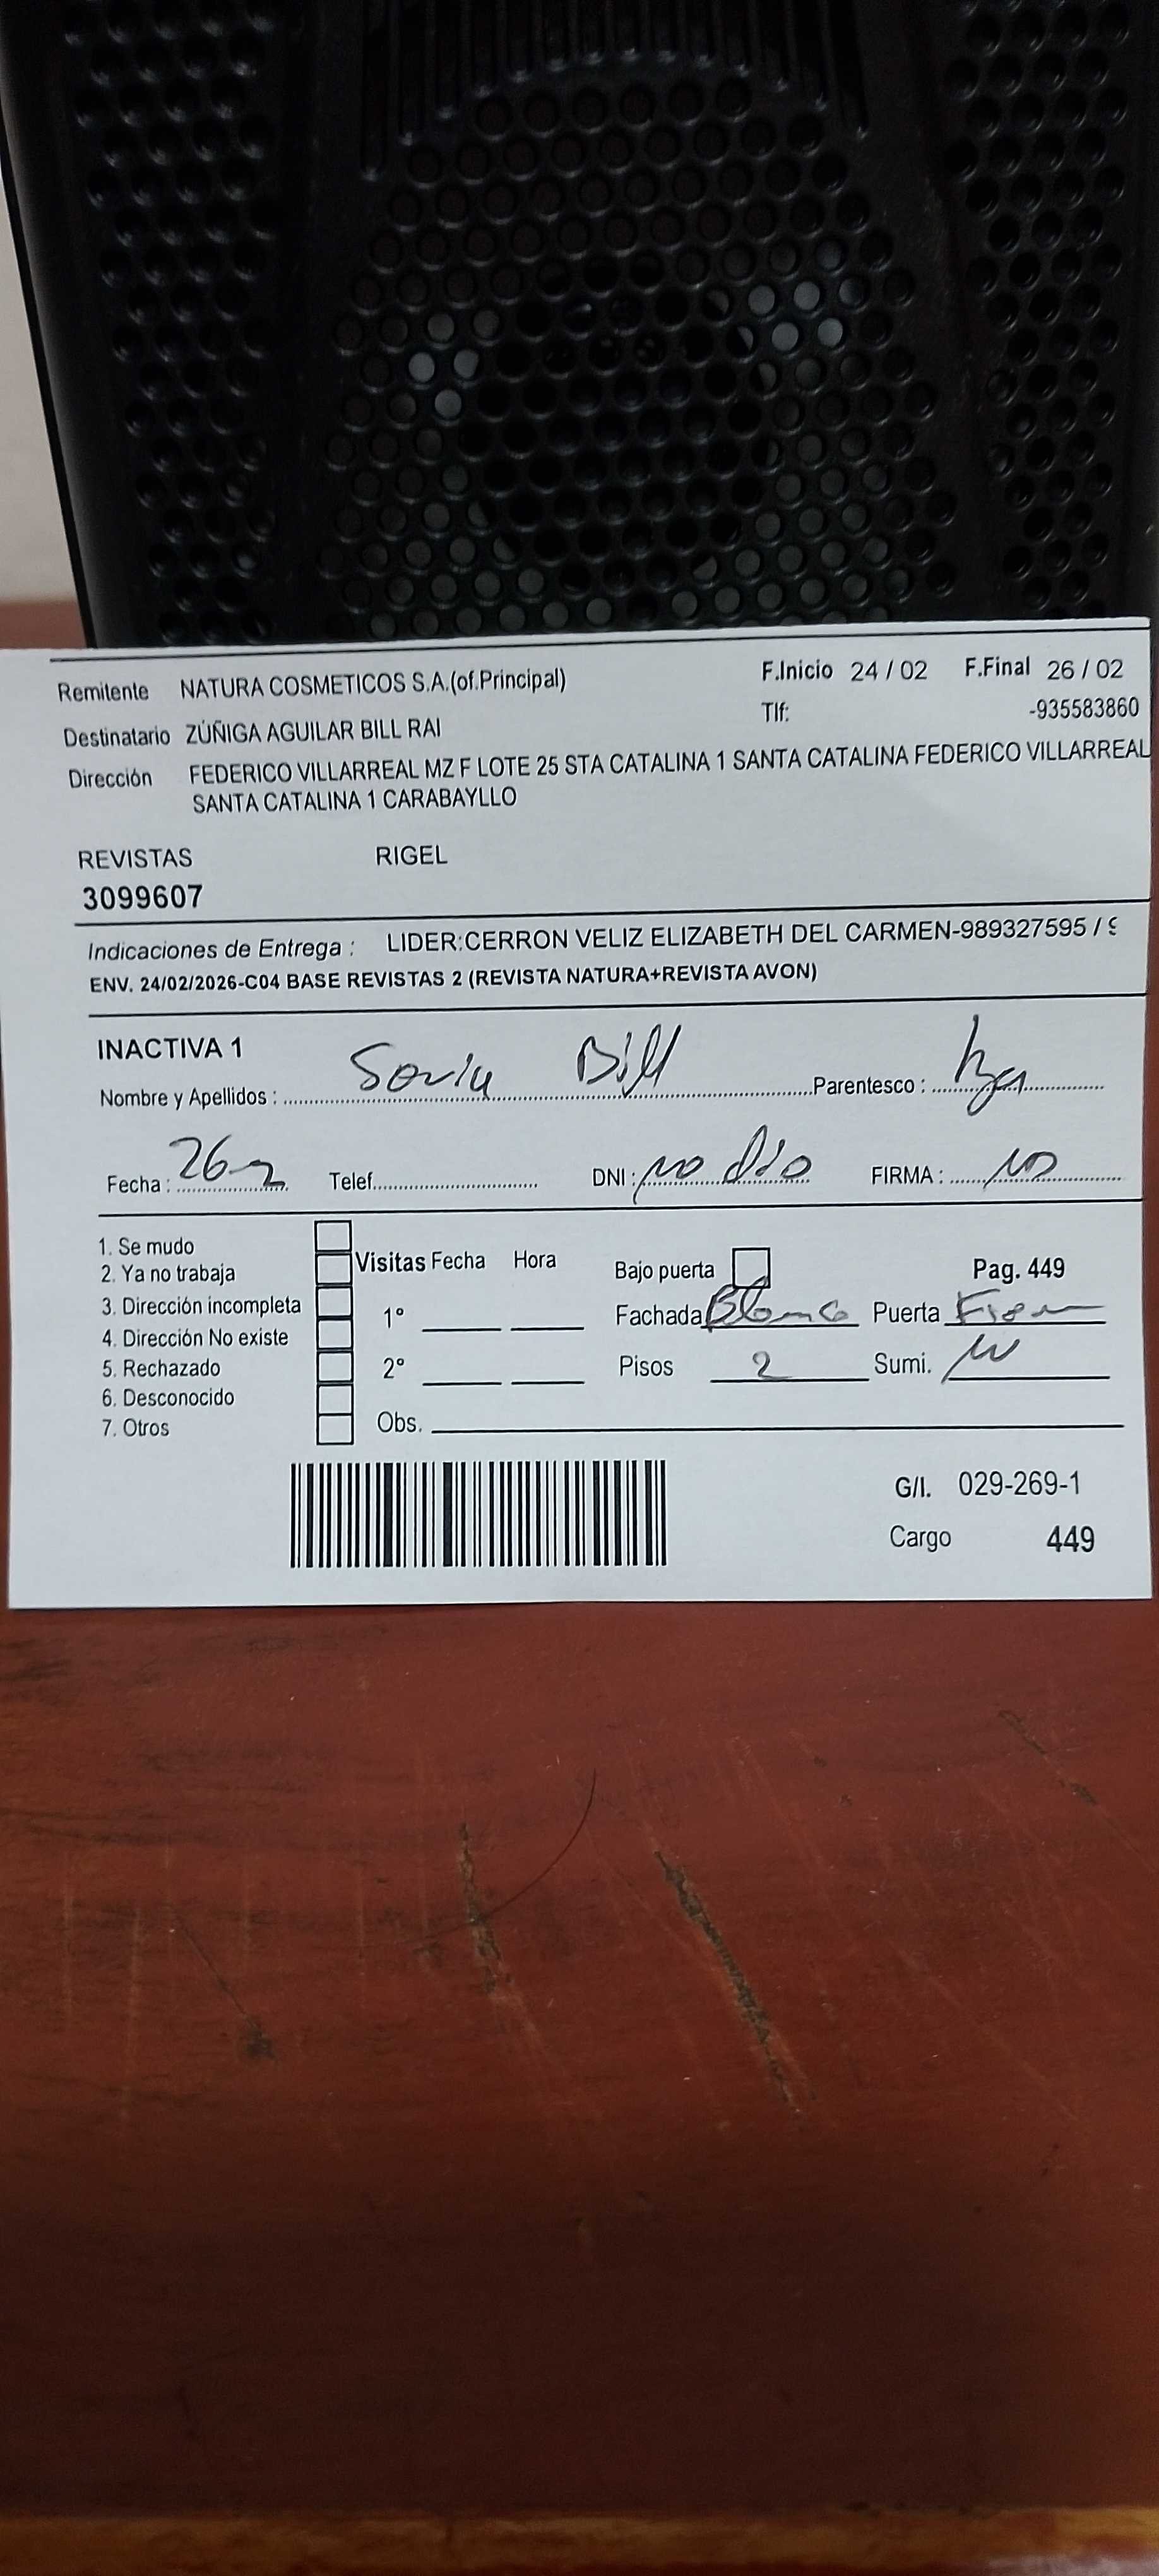 Remitente NATURA COSMETICOS S.A.(of.Principal) F.Inicio 24 / 02 F.Final 26 / 02
Destinatario ZÚÑIGA AGUILAR BILL RAI Tlf: -935583860
Dirección FEDERICO VILLARREAL MZ F LOTE 25 STA CATALINA 1 SANTA CATALINA FEDERICO VILLARREAL
SANTA CATALINA 1 CARABAYLLO
REVISTAS RIGEL
3099607
Indicaciones de Entrega : LIDER:CERRON VELIZ ELIZABETH DEL CARMEN-989327595 / 9
ENV. 24/02/2026-C04 BASE REVISTAS 2 (REVISTA NATURA+REVISTA AVON)
INACTIVA 1
Nombre y Apellidos : Bill Parentesco :
Fecha : 26-2 Telef. DNI : no dio FIRMA : no
1. Se mudo
2. Ya no trabaja Visitas Fecha Hora Bajo puerta Pag. 449
3. Dirección incompleta 1° Fachada Blanco Puerta
4. Dirección No existe
5. Rechazado 2° Pisos 2 Sumi.
6. Desconocido
7. Otros Obs.
G/I. 029-269-1
Cargo 449